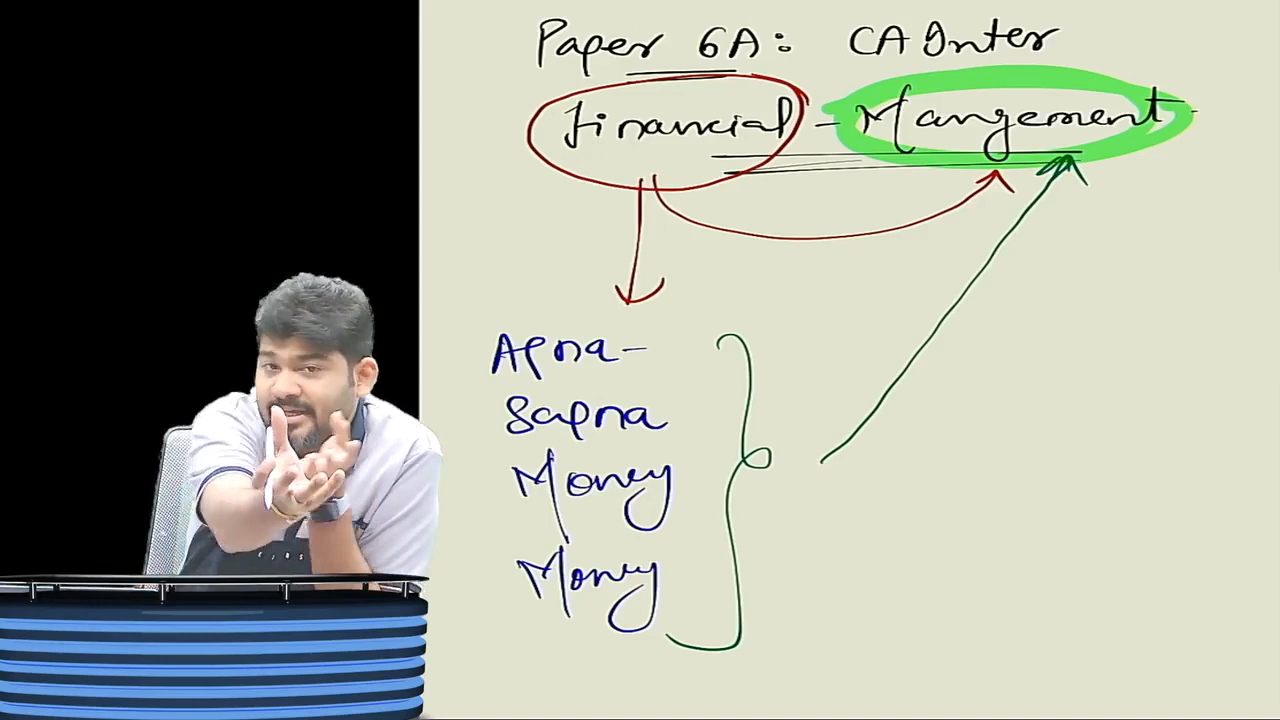 Paper 6A: CA Inter
Financial - Mangement
Apna-
Sapna
Money
Money